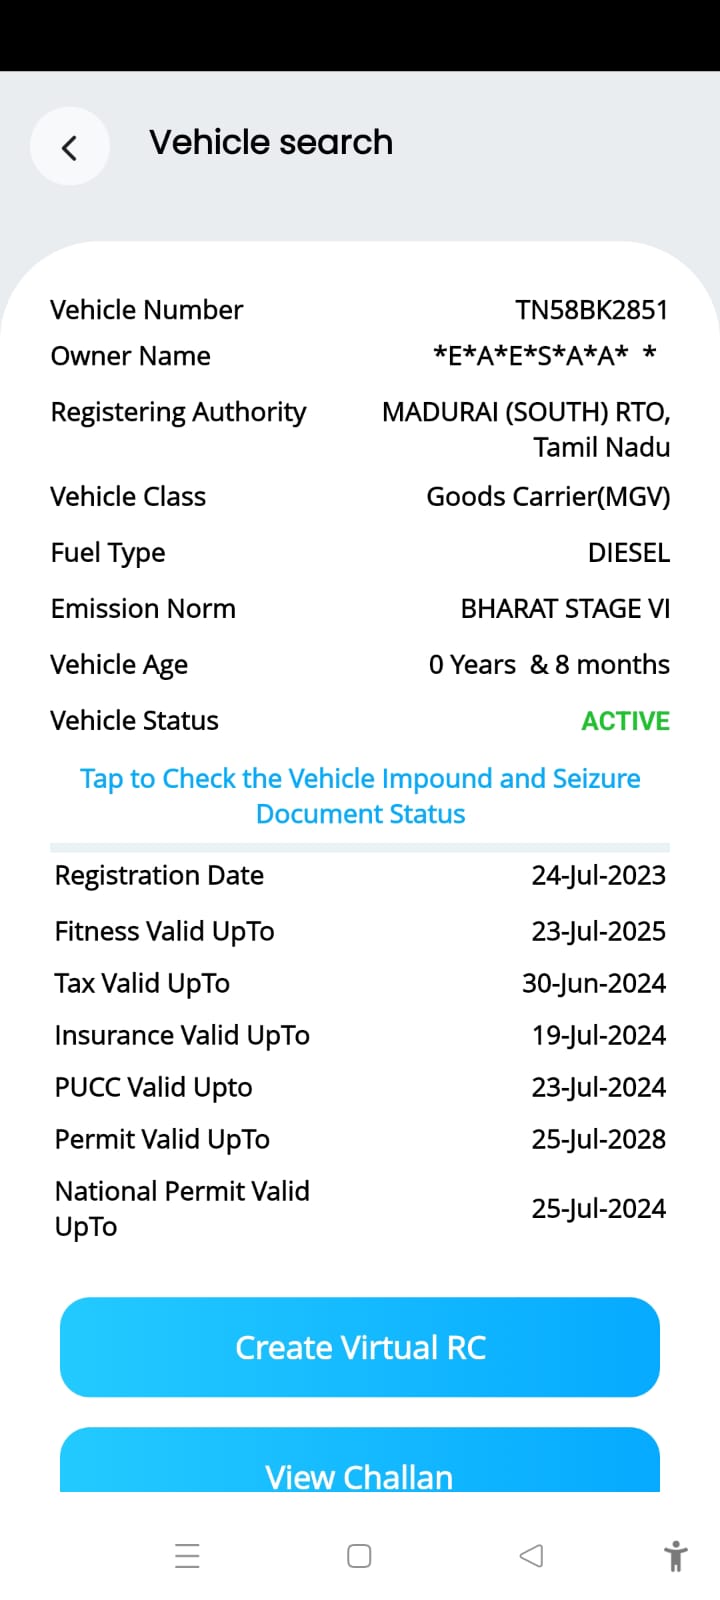 Vehicle search
Vehicle Number TN58BK2851
Owner Name *E*A*E*S*A*A* *
Registering Authority MADURAI (SOUTH) RTO,
Tamil Nadu
Vehicle Class Goods Carrier(MGV)
Fuel Type DIESEL
Emission Norm BHARAT STAGE VI
Vehicle Age 0 Years & 8 months
Vehicle Status ACTIVE
Tap to Check the Vehicle Impound and Seizure
Document Status
Registration Date 24-Jul-2023
Fitness Valid UpTo 23-Jul-2025
Tax Valid UpTo 30-Jun-2024
Insurance Valid UpTo 19-Jul-2024
PUCC Valid Upto 23-Jul-2024
Permit Valid UpTo 25-Jul-2028
National Permit Valid
UpTo 25-Jul-2024
Create Virtual RC
View Challan